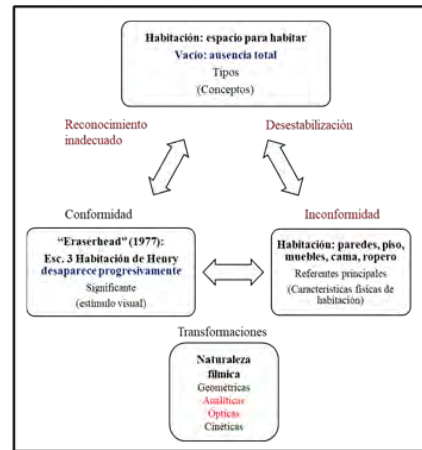 Habitación: espacio para habitar
Vacío: ausencia total
Tipos
(Conceptos)
Reconocimiento
inadecuado
Desestabilización
Conformidad
Inconformidad
“Eraserhead” (1977):
Esc. 3 Habitación de Henry
desaparece progresivamente
Significante
(estímulo visual)
Habitación: paredes, piso,
muebles, cama, ropero
Referentes principales
(Características físicas de
habitación)
Transformaciones
Naturaleza
fílmica
Geométricas
Analíticas
Ópticas
Cinéticas